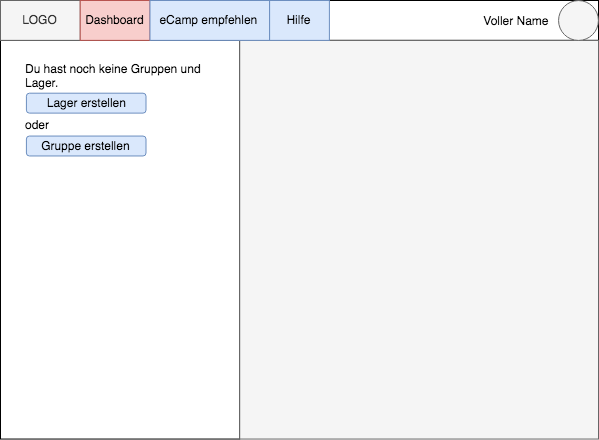 LOGO
Dashboard
eCamp empfehlen
Hilfe
Voller Name
Du hast noch keine Gruppen und
Lager.
Lager erstellen
oder
Gruppe erstellen